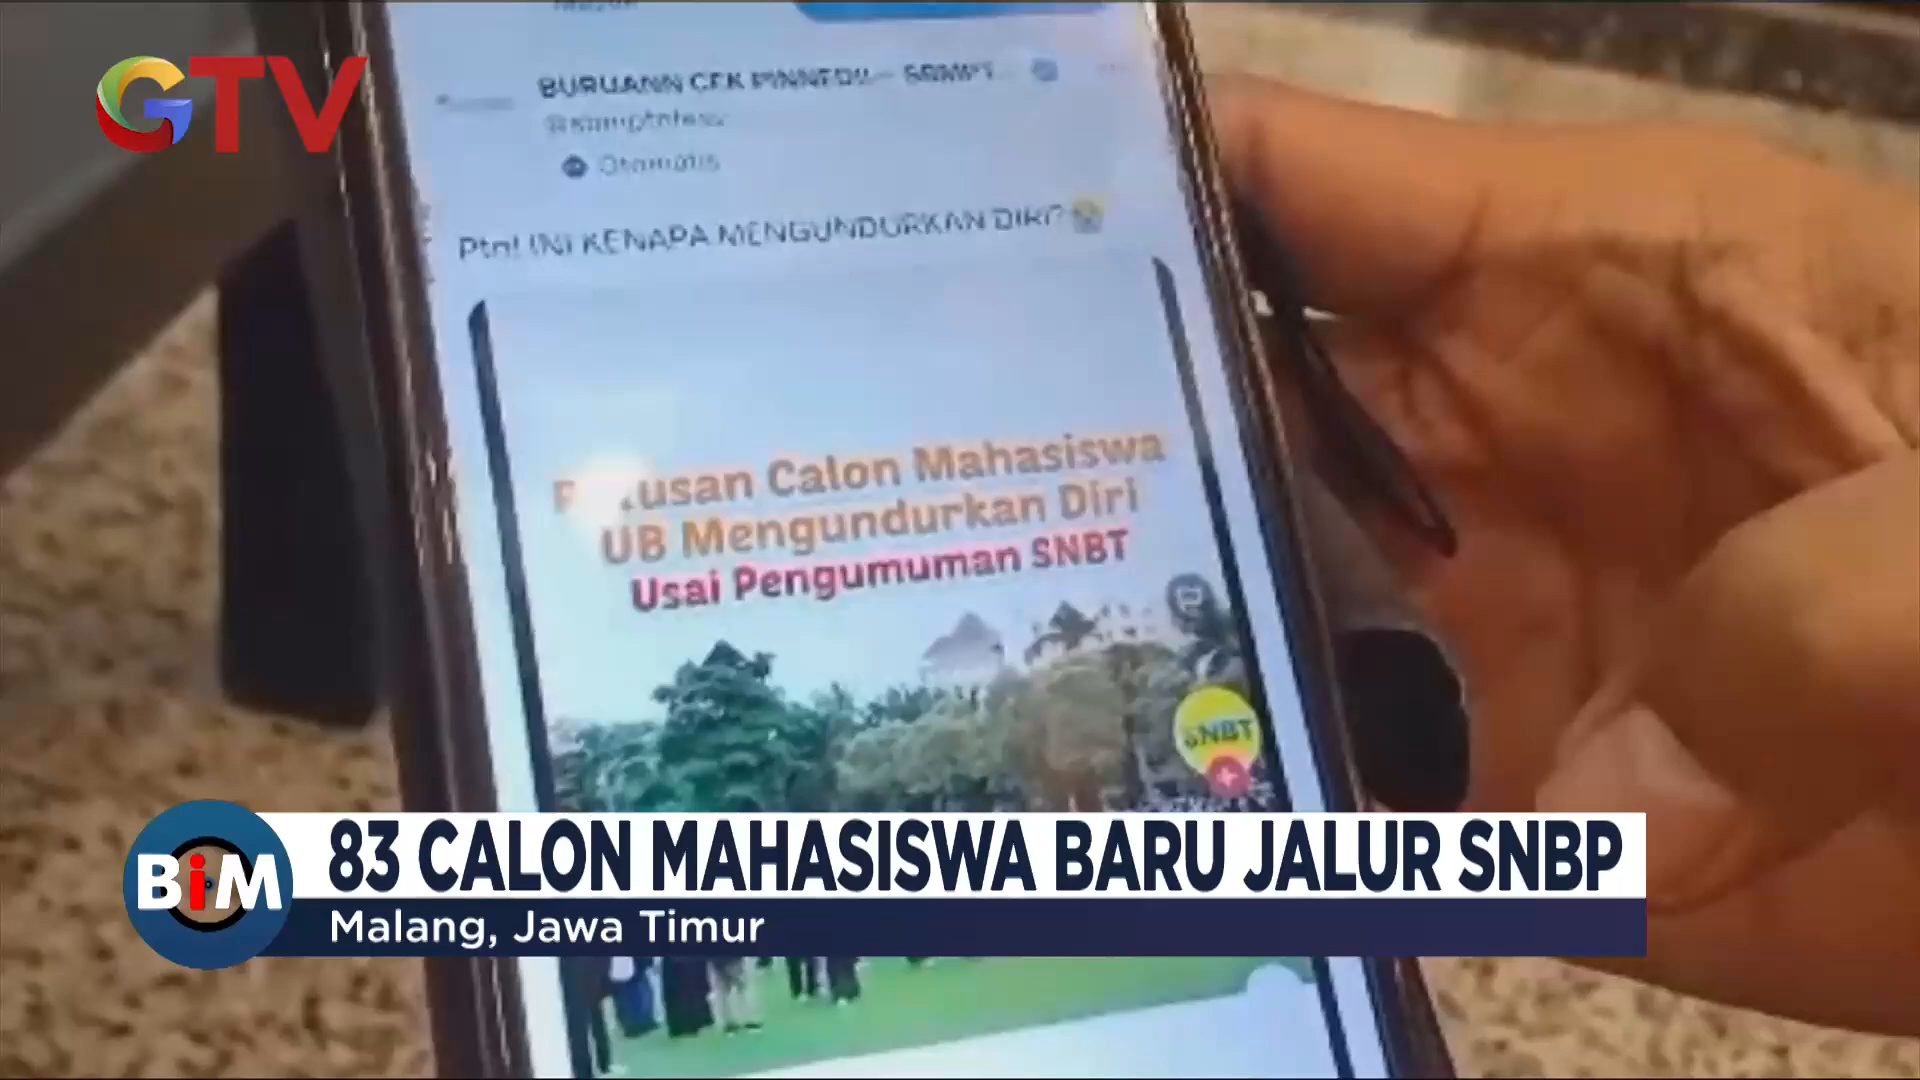 GTV
BURUANN CEK PINNED!!
Otomatis
Ptn! INI KENAPA MENGUNDURKAN DIRI?
Calon Mahasiswa
UB Mengundurkan Diri
Usai Pengumuman SNBT
SNBT
BiM
83 CALON MAHASISWA BARU JALUR SNBP
Malang, Jawa Timur